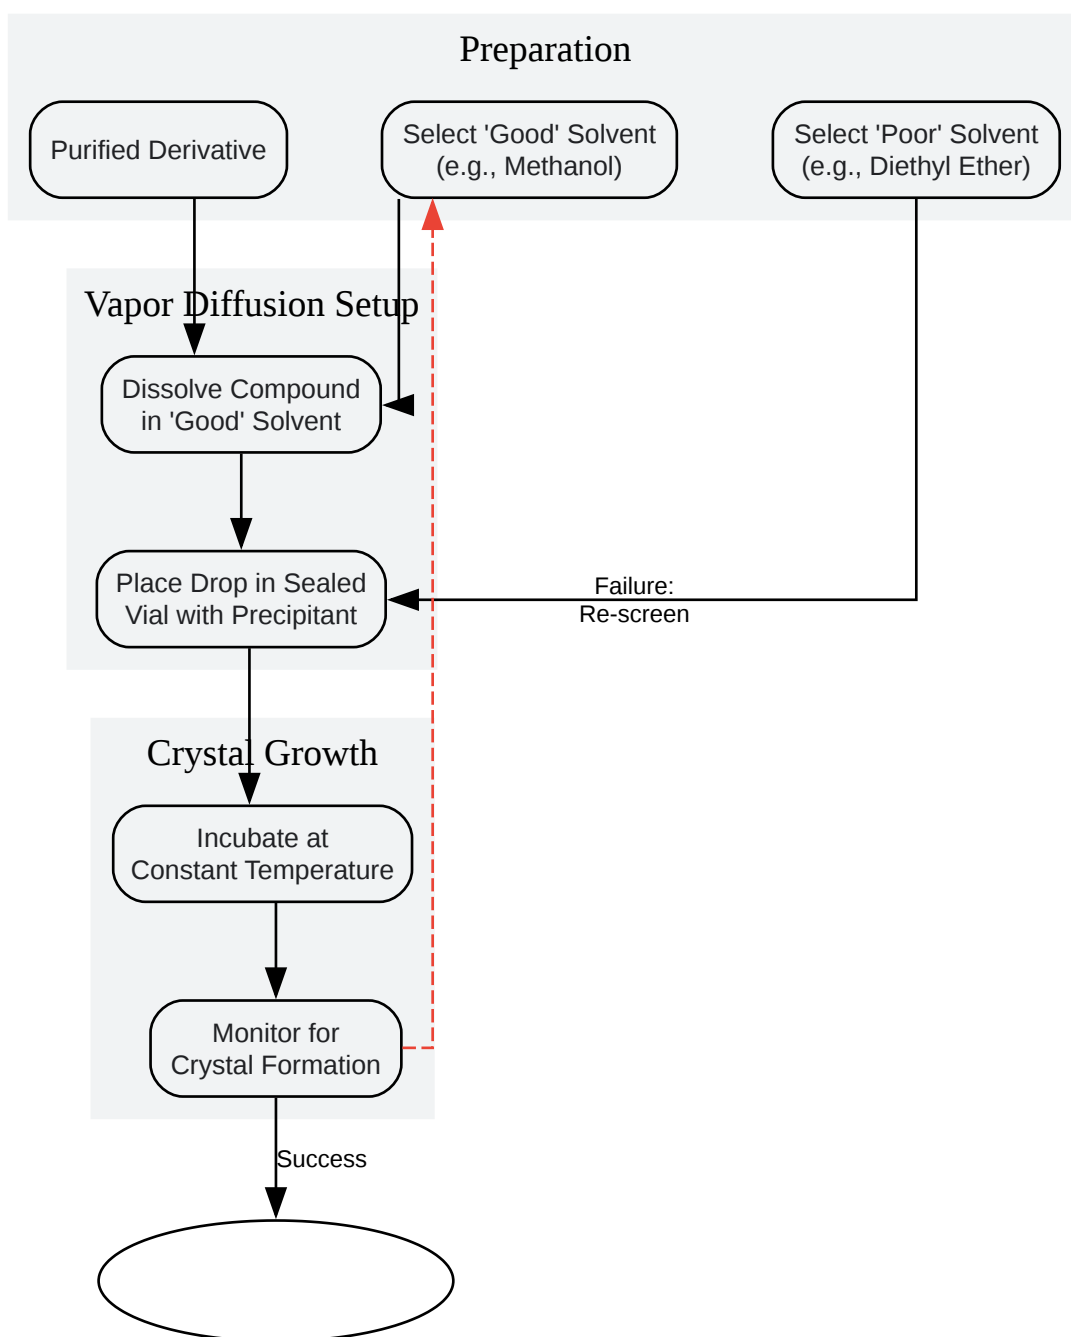 Preparation
Purified Derivative
Select 'Good' Solvent
(e.g., Methanol)
Select 'Poor' Solvent
(e.g., Diethyl Ether)
Vapor Diffusion Setup
Dissolve Compound
in 'Good' Solvent
Place Drop in Sealed
Vial with Precipitant
Failure:
Re-screen
Crystal Growth
Incubate at
Constant Temperature
Monitor for
Crystal Formation
Success